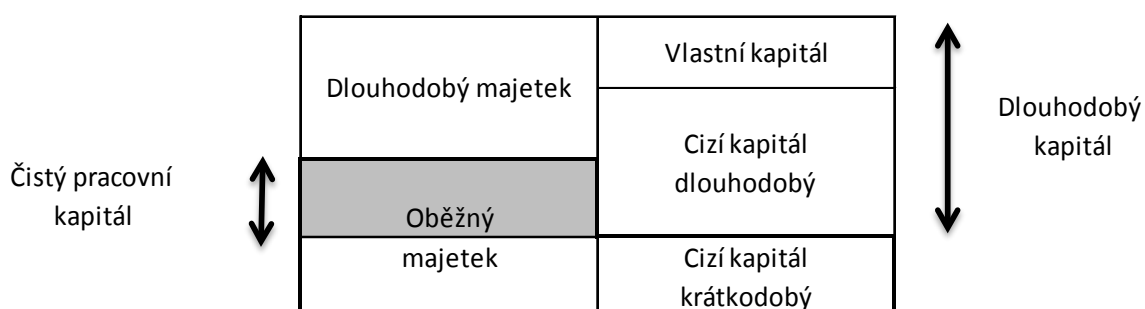 Vlastní kapitál
Dlouhodobý majetek
Dlouhodobý
kapitál
Cizí kapitál
dlouhodobý
Čistý pracovní
kapitál
Oběžný
majetek
Cizí kapitál
krátkodobý